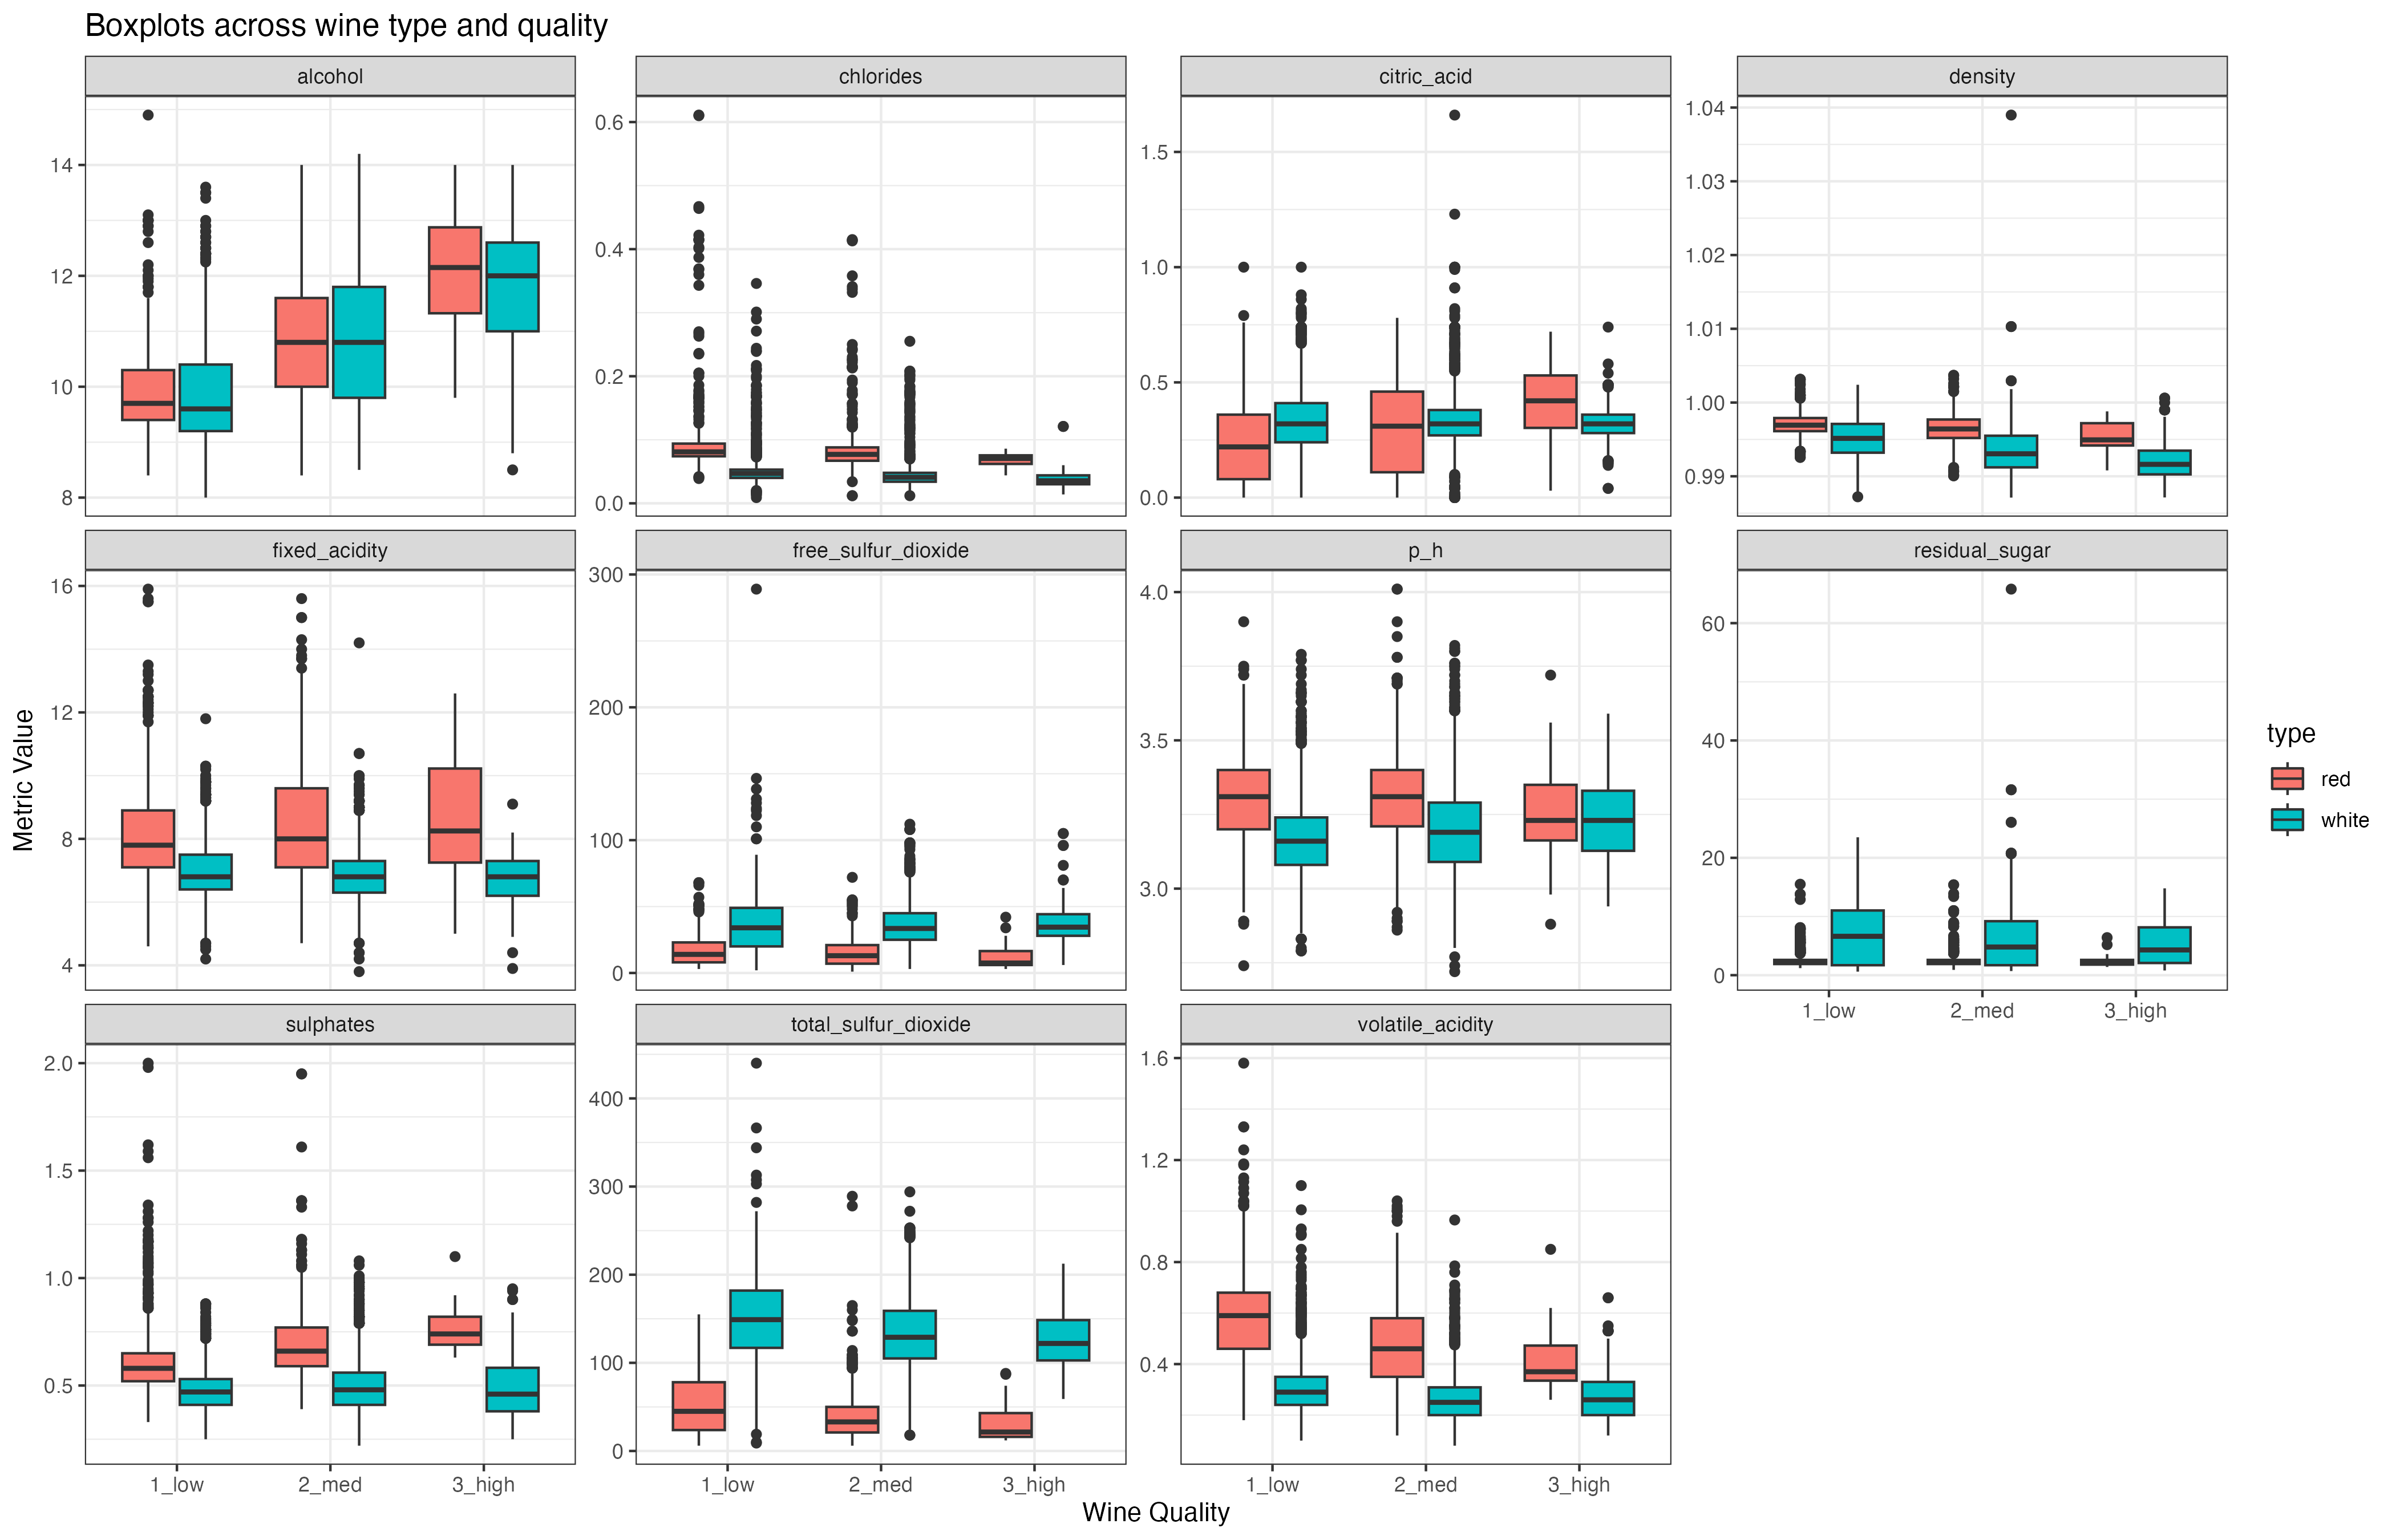 Boxplots across wine type and quality
alcohol
chlorides
citric_acid
density
14
12
10
8
0.6
0.4
0.2
0.0
1.5
1.0
0.5
0.0
1.04
1.03
1.02
1.01
1.00
0.99
fixed_acidity
free_sulfur_dioxide
p_h
residual_sugar
16
12
8
4
300
200
100
0
4.0
3.5
3.0
60
40
20
0
1_low 2_med 3_high
sulphates
total_sulfur_dioxide
volatile_acidity
2.0
1.5
1.0
0.5
400
300
200
100
0
1.6
1.2
0.8
0.4
1_low 2_med 3_high
1_low 2_med 3_high
1_low 2_med 3_high
Wine Quality
Metric Value
type
red
white